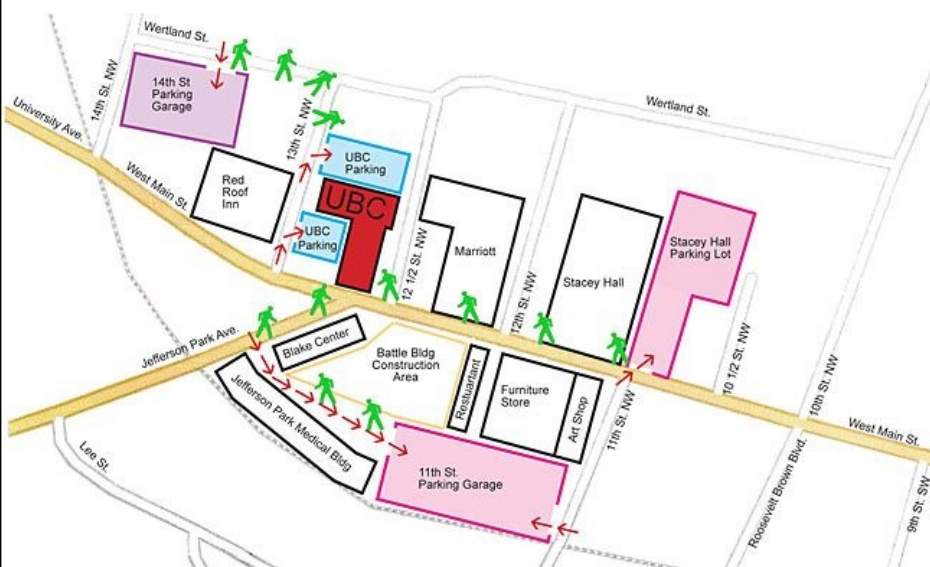 Wertland St.
14th St
Parking
Garage
14th St. NW
University Ave.
13th St. NW
UBC
Parking
Wertland St.
Red
Roof
Inn
UBC
UBC
Parking
West Main St.
12 1/2 St. NW
Marriott
12th St. NW
Stacey Hall
Stacey Hall
Parking Lot
10 1/2 St. NW
10th St. NW
Jefferson Park Ave.
Blake Center
Battle Bldg
Construction
Area
Restuartant
Furniture
Store
Art Shop
11th St. NW
West Main St.
Jefferson Park Medical Bldg
Lee St.
11th St.
Parking Garage
Roosevelt Brown Blvd.
9th St. SW